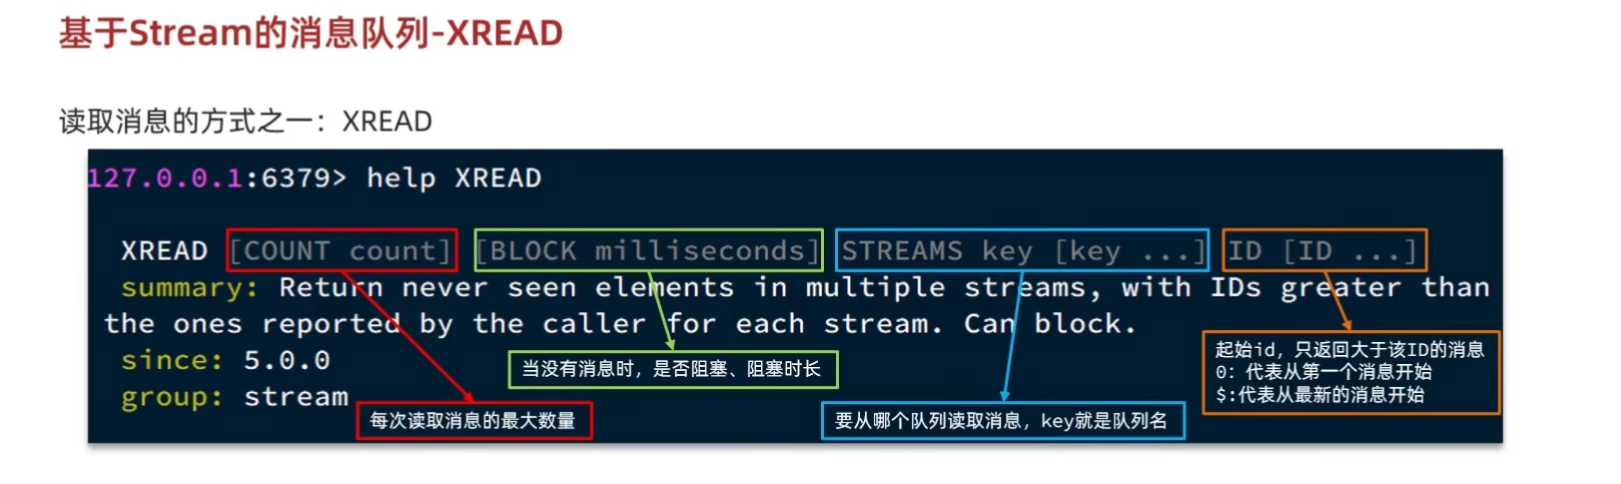 基于Stream的消息队列-XREAD
读取消息的方式之一：XREAD
127.0.0.1:6379> help XREAD
XREAD [COUNT count] [BLOCK milliseconds] STREAMS key [key ...] ID [ID ...]
summary: Return never seen elements in multiple streams, with IDs greater than
the ones reported by the caller for each stream. Can block.
since: 5.0.0
group: stream
当没有消息时，是否阻塞、阻塞时长
起始id，只返回大于该ID的消息
0：代表从第一个消息开始
$:代表从最新的消息开始
每次读取消息的最大数量
要从哪个队列读取消息，key就是队列名